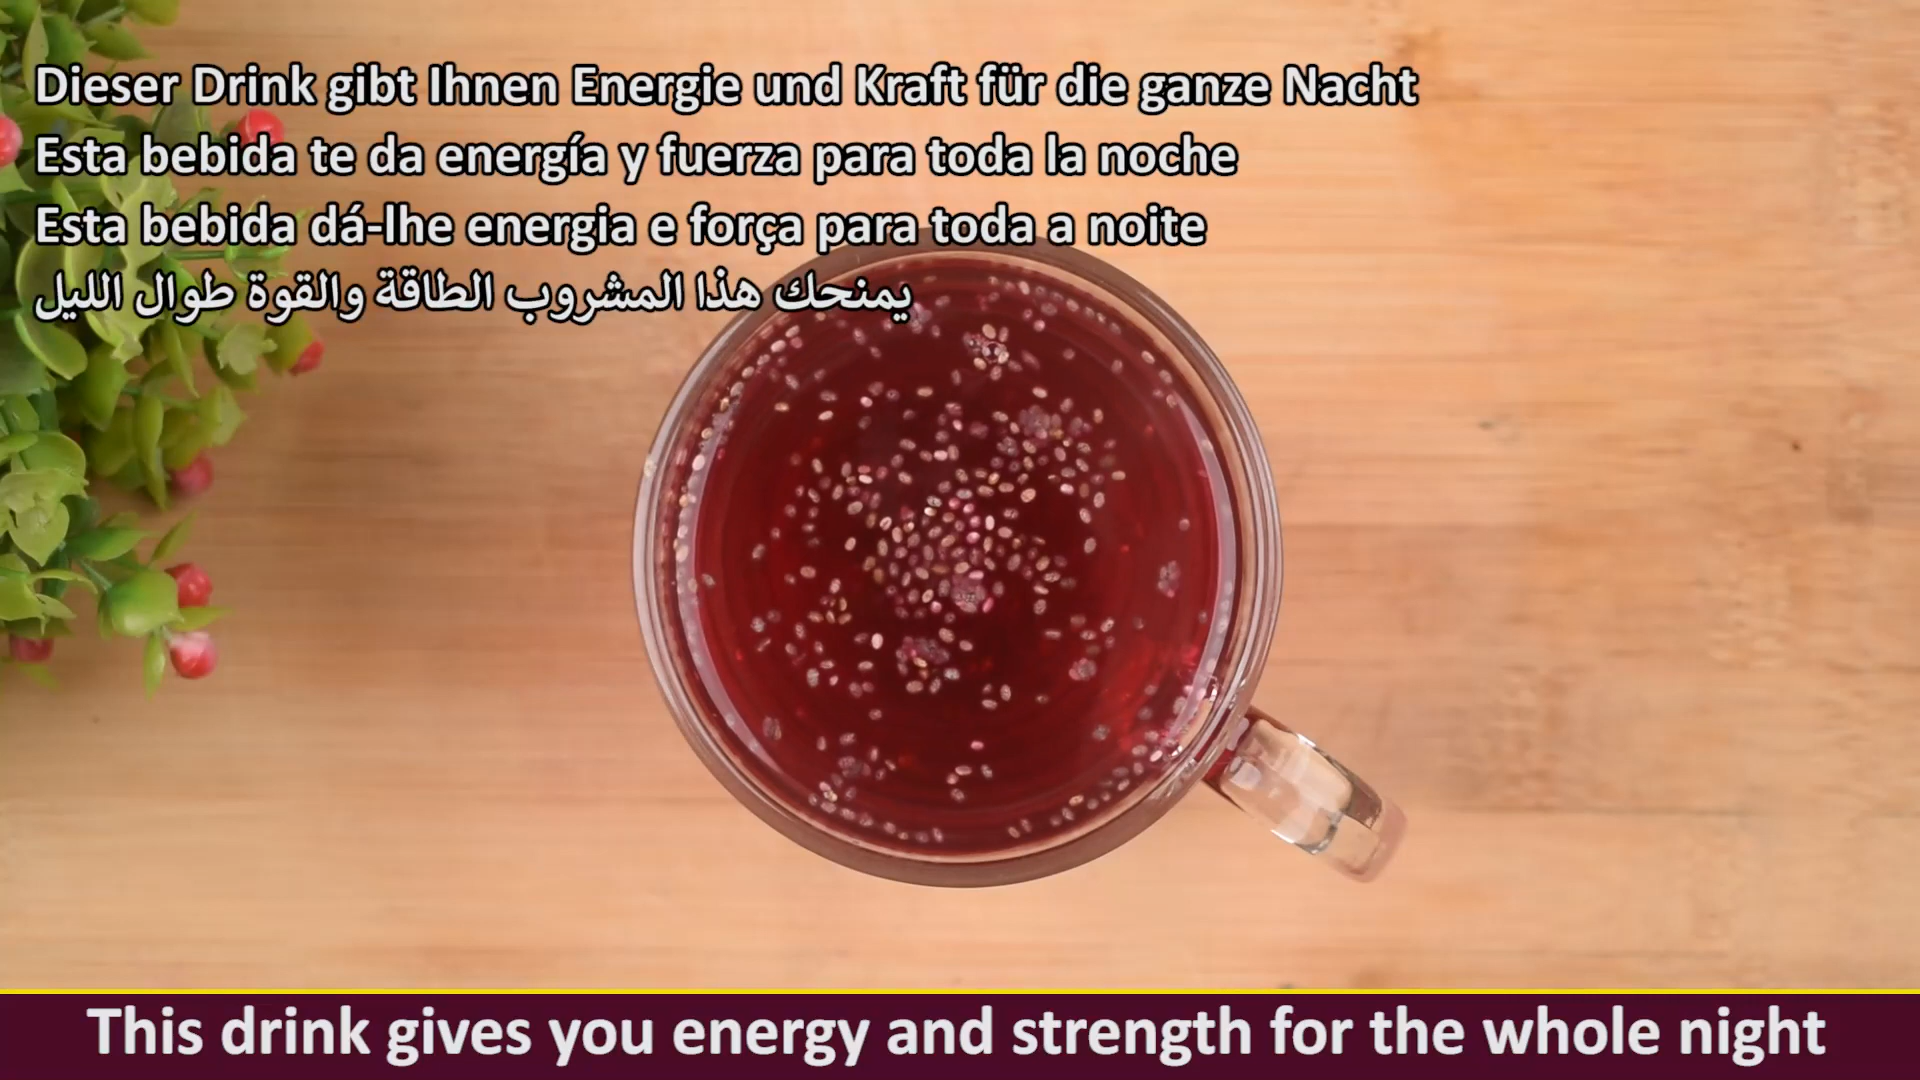 Dieser Drink gibt Ihnen Energie und Kraft für die ganze Nacht
Esta bebida te da energía y fuerza para toda la noche
Esta bebida dá-lhe energia e força para toda a noite
يمنحك هذا المشروب الطاقة والقوة طوال الليل
This drink gives you energy and strength for the whole night